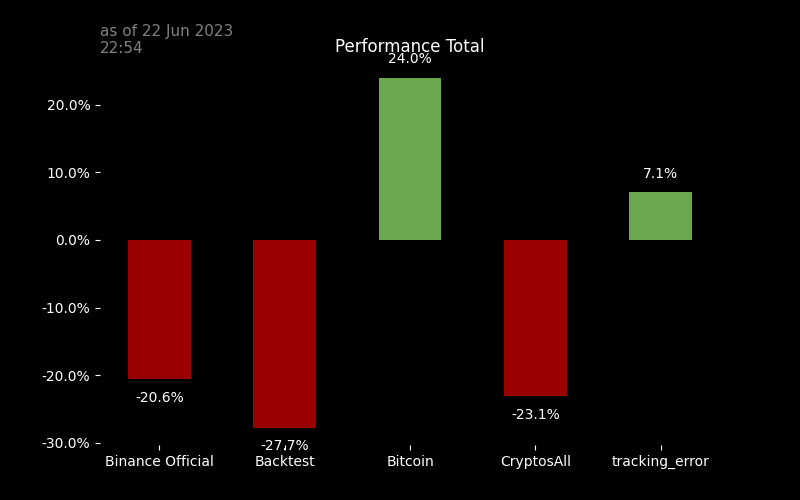 as of 22 Jun 2023
22:54
Performance Total
24.0%
20.0%
7.1%
10.0%
0.0%
-10.0%
-20.0%
-20.6%
-23.1%
-30.0%
-27.7%
Binance Official
Backtest
Bitcoin
CryptosAll
tracking_error